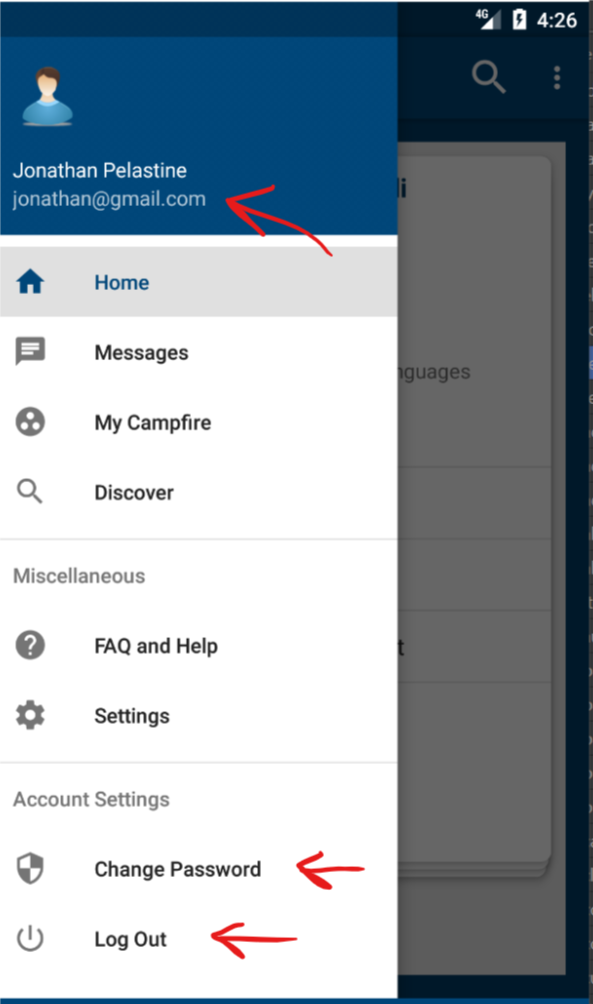 4G 4:26
Jonathan Pelastine
jonathan@gmail.com
Home
Messages
nguages
My Campfire
Discover
Miscellaneous
FAQ and Help
t
Settings
Account Settings
Change Password
Log Out